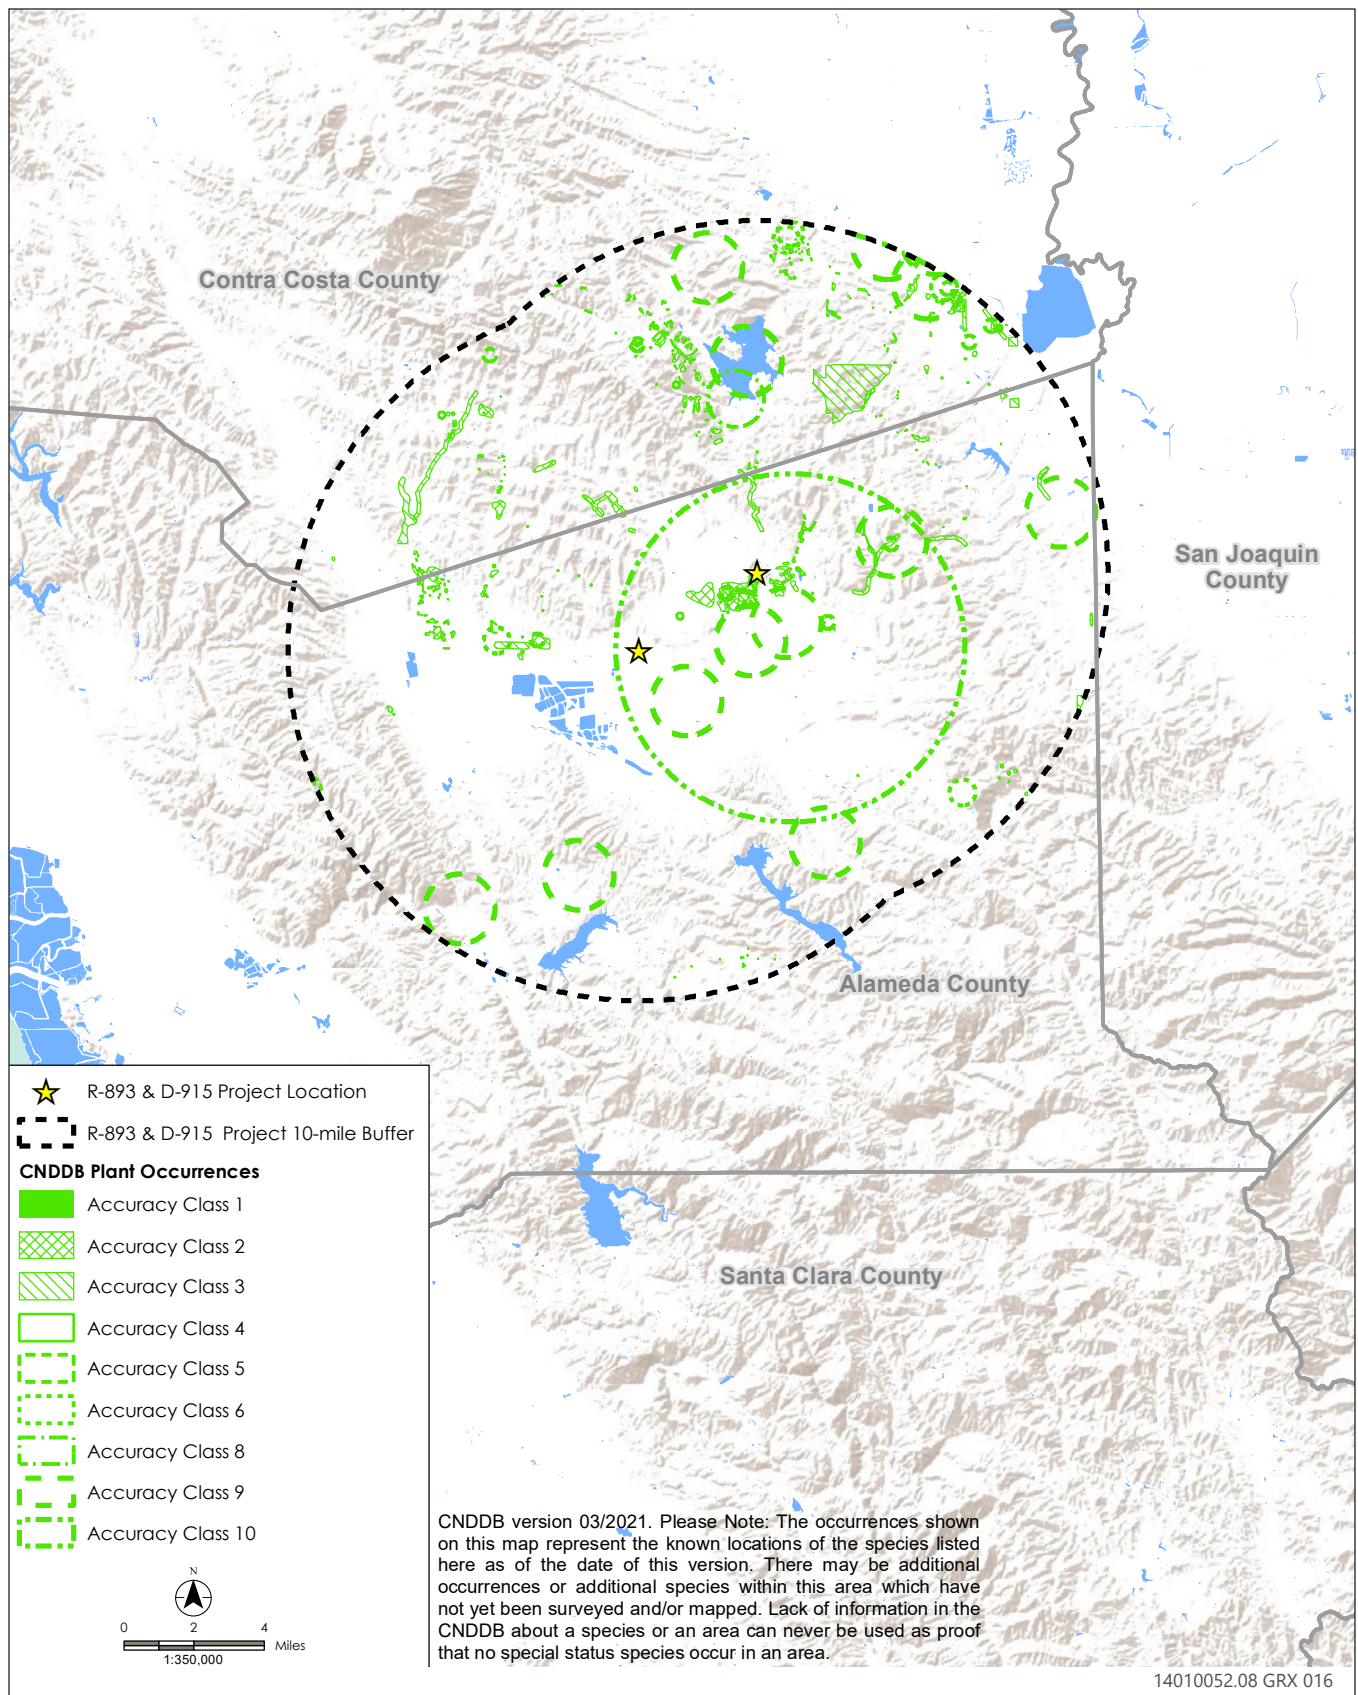 Contra Costa County
San Joaquin
County
Alameda County
Santa Clara County
R-893 & D-915 Project Location
R-893 & D-915 Project 10-mile Buffer
CNDDB Plant Occurrences
Accuracy Class 1
Accuracy Class 2
Accuracy Class 3
Accuracy Class 4
Accuracy Class 5
Accuracy Class 6
Accuracy Class 8
Accuracy Class 9
Accuracy Class 10
N
0 2 4
Miles
1:350,000
CNDDB version 03/2021. Please Note: The occurrences shown
on this map represent the known locations of the species listed
here as of the date of this version. There may be additional
occurrences or additional species within this area which have
not yet been surveyed and/or mapped. Lack of information in the
CNDDB about a species or an area can never be used as proof
that no special status species occur in an area.
14010052.08 GRX 016